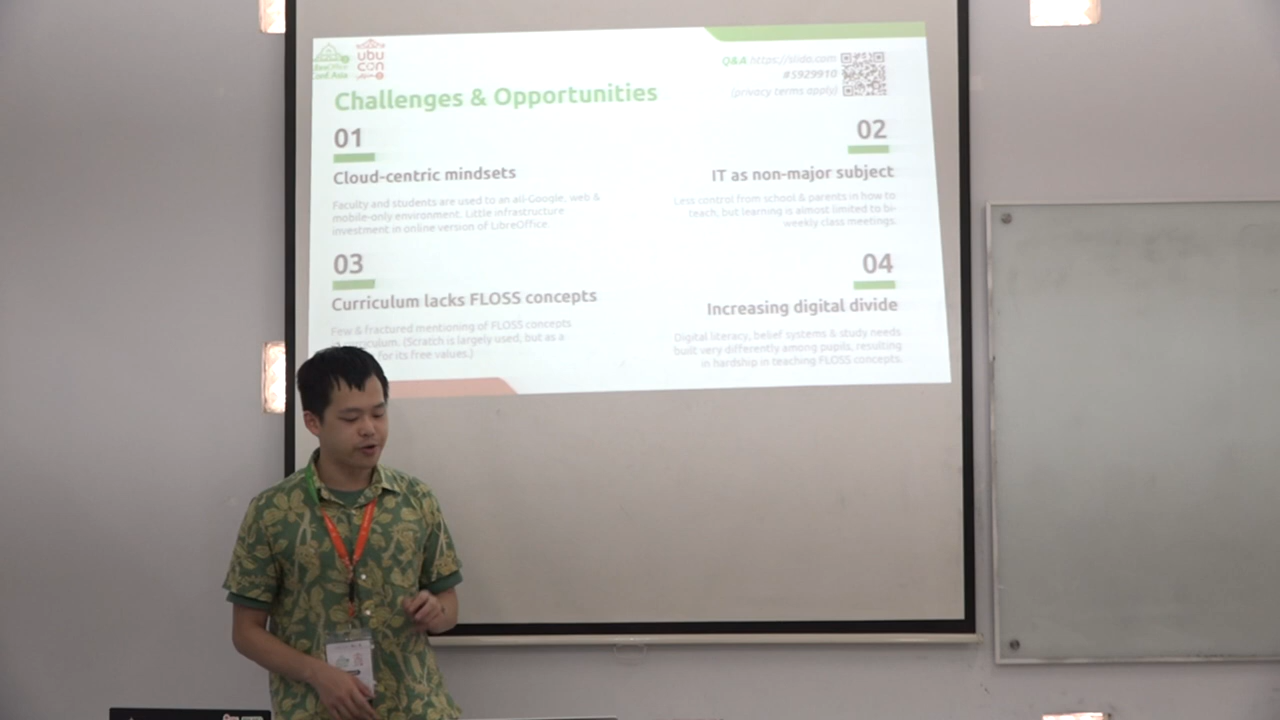 ubu
con
Q&A https://slido.com
#5929910
(privacy terms apply)
Challenges & Opportunities
01
Cloud-centric mindsets
Faculty and students are used to an all-Google, web &
mobile-only environment. Little infrastructure
investment in online version of LibreOffice
02
IT as non-major subject
Less control from school & parents in how to
teach, but learning is almost limited to bi-
weekly class meetings.
03
Curriculum lacks FLOSS concepts
Few & fractured mentioning of FLOSS concepts
(Scratch is largely used, but as a
for its free values.)
04
Increasing digital divide
Digital literacy, belief systems & study needs
built very differently among pupils, resulting
in hardship in teaching FLOSS concepts.